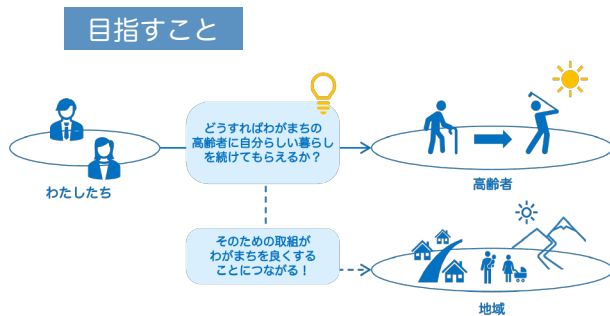 目指すこと
どうすればわがまちの
高齢者に自分らしい暮らし
を続けてもらえるか？
わたしたち
高齢者
そのための取組が
わがまちを良くする
ことにつながる！
地域